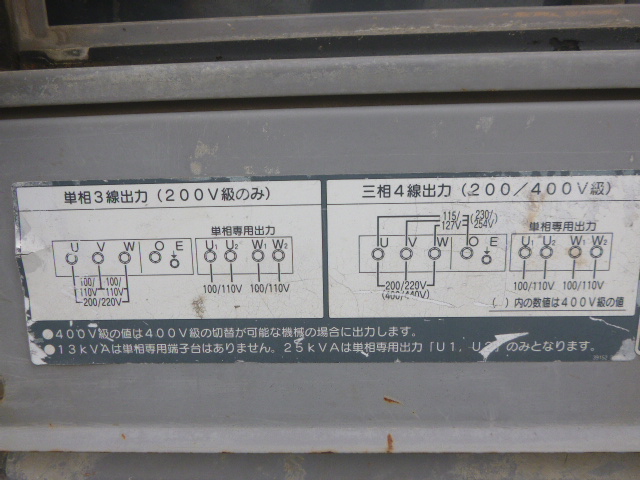 単相3線出力(200V級のみ)
単相専用出力
U V W O E U1 U2 W1 W2
100/110V 100/110V 100/110V 100/110V
200/220V
三相4線出力(200/400V級)
115/127V (230/254V)
単相専用出力
U V W O E U1 U2 W1 W2
200/220V 100/110V 100/110V
(400/440V)
( )内の数値は400V級の値
●400V級の値は400V級の切替が可能な機械の場合に出力します。
●13kVAは単相専用端子台はありません。25kVAは単相専用出力「U1, U2」のみとなります。